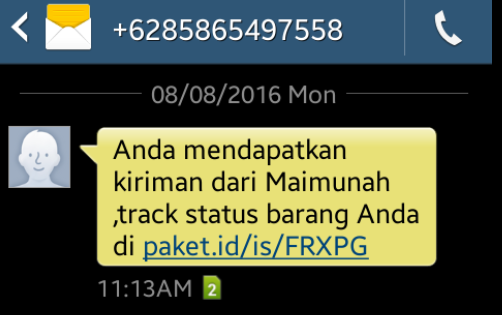 +6285865497558
08/08/2016 Mon
Anda mendapatkan
kiriman dari Maimunah
,track status barang Anda
di paket.id/is/FRXPG
11:13AM 2